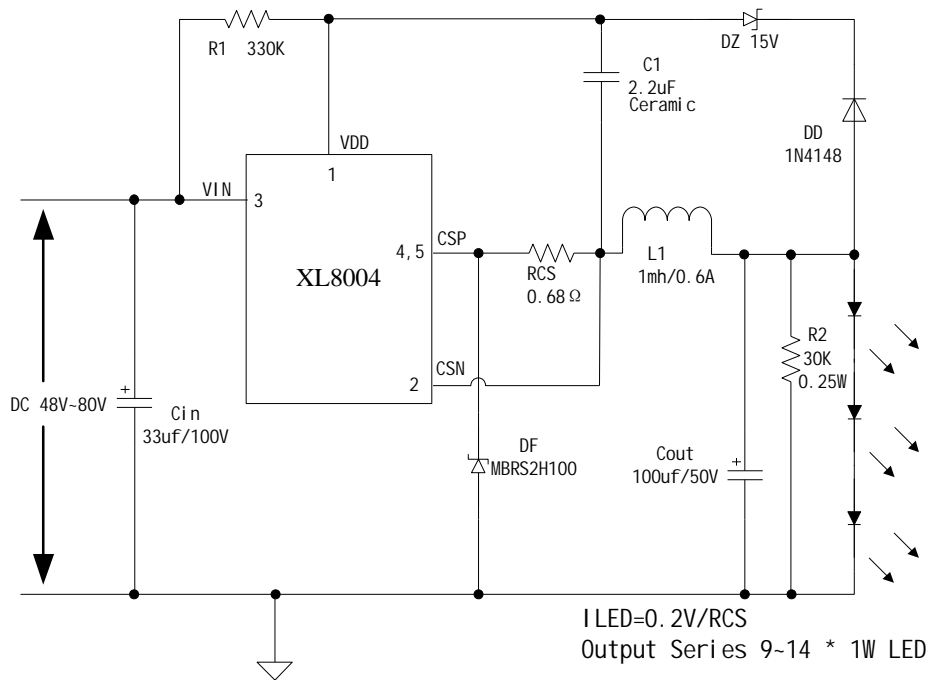 R1 330K
DZ 15V
C1
2.2uF
Ceramic
VDD
1
DD
1N4148
VIN
3
CSP
4,5
XL8004
RCS
0.68Ω
L1
1mh/0.6A
CSN
2
R2
30K
0.25W
DC 48V~80V
+
Cin
33uf/100V
DF
MBRS2H100
Cout
100uf/50V
+
ILED=0.2V/RCS
Output Series 9~14 * 1W LED